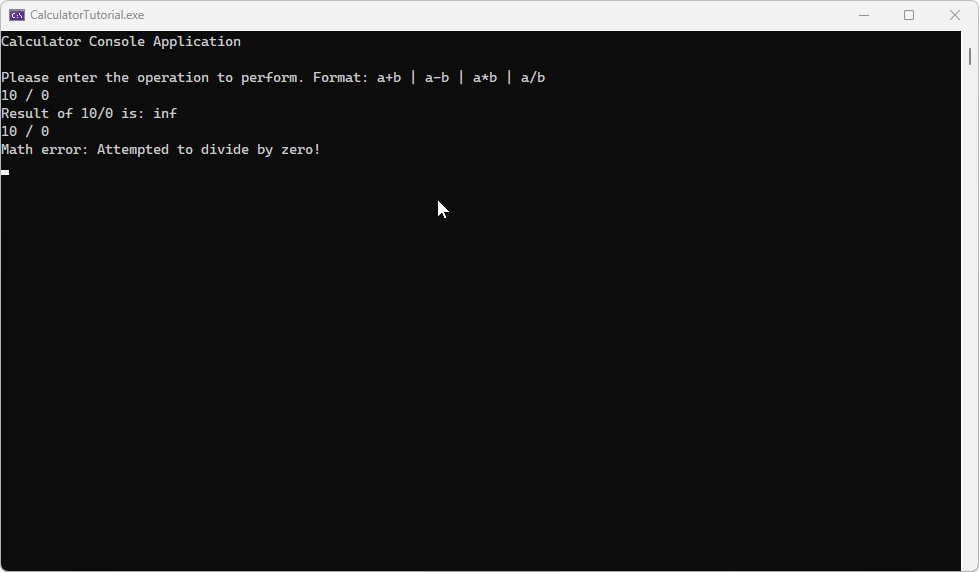 CalculatorTutorial.exe
Calculator Console Application
Please enter the operation to perform. Format: a+b | a-b | a*b | a/b
10 / 0
Result of 10/0 is: inf
10 / 0
Math error: Attempted to divide by zero!